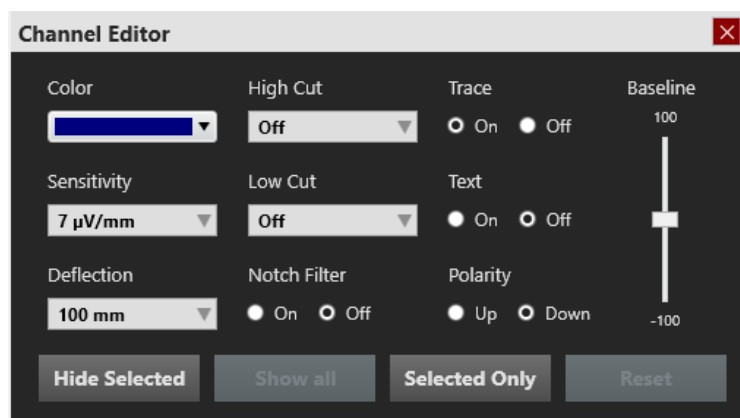 Channel Editor
Color High Cut Trace Baseline
Off On Off 100
Sensitivity Low Cut Text
7 µV/mm Off On Off
Deflection Notch Filter Polarity
100 mm On Off Up Down -100
Hide Selected Show all Selected Only Reset